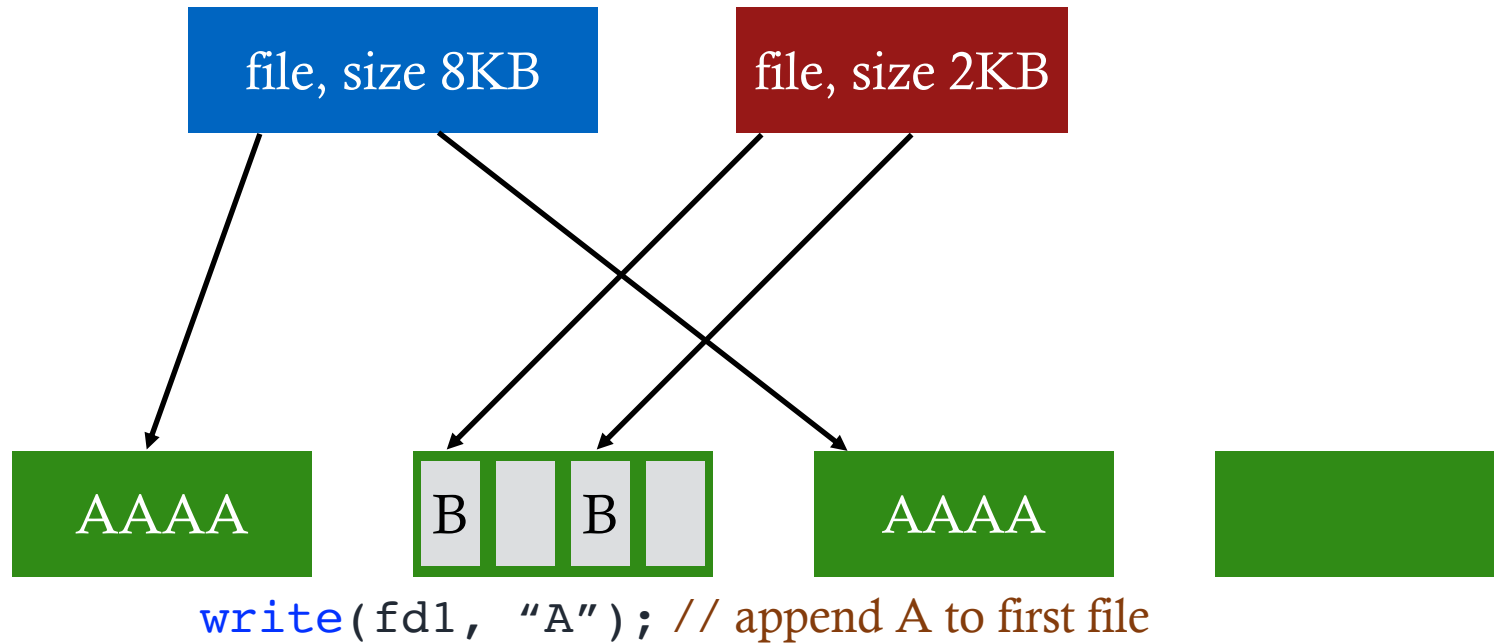 file, size 8KB
file, size 2KB
AAAA
B
B
AAAA
write(fd1, “A”); // append A to first file